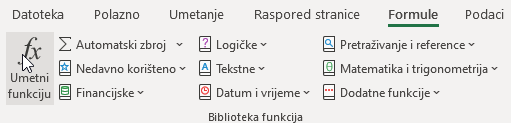 Datoteka Polazno Umetanje Raspored stranice Formule Podaci
fx Umetni funkciju
Automatski zbroj
Nedavno korišteno
Financijske
Logičke
Tekstne
Datum i vrijeme
Pretraživanje i reference
Matematika i trigonometrija
Dodatne funkcije
Biblioteka funkcija